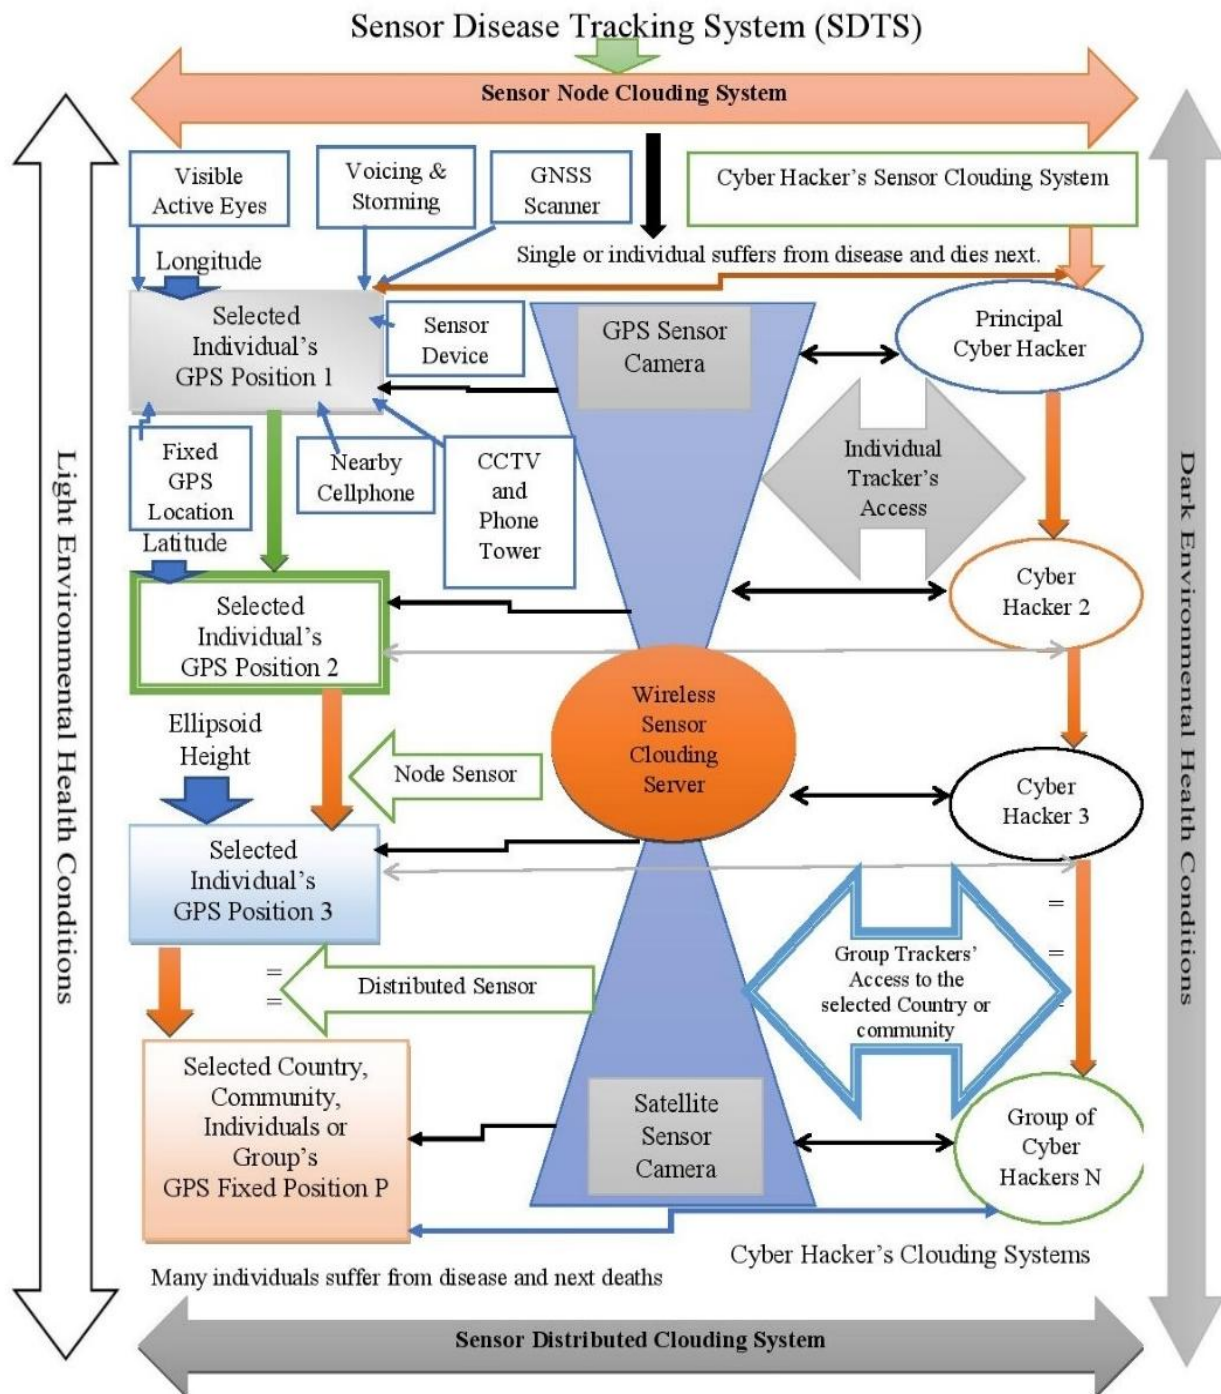 Sensor Disease Tracking System (SDTS)
Sensor Node Clouding System
Visible
Active Eyes
Voicing &
Storming
GNSS
Scanner
Cyber Hacker's Sensor Clouding System
Single or individual suffers from disease and dies next.
Longitude
Selected
Individual's
GPS Position 1
Sensor
Device
GPS Sensor
Camera
Principal
Cyber Hacker
Fixed
GPS
Location
Nearby
Cellphone
CCTV
and
Phone
Tower
Individual
Tracker's
Access
Latitude
Selected
Individual's
GPS Position 2
Cyber
Hacker 2
Light Environmental Health Conditions
Dark Environmental Health Conditions
Wireless
Sensor
Clouding
Server
Ellipsoid
Height
Node Sensor
Cyber
Hacker 3
Selected
Individual's
GPS Position 3
=
=
=
=
Distributed Sensor
Group Trackers'
Access to the
selected Country or
community
Selected Country,
Community,
Individuals or
Group's
GPS Fixed Position P
Satellite
Sensor
Camera
Group of
Cyber
Hackers N
Cyber Hacker's Clouding Systems
Many individuals suffer from disease and next deaths
Sensor Distributed Clouding System